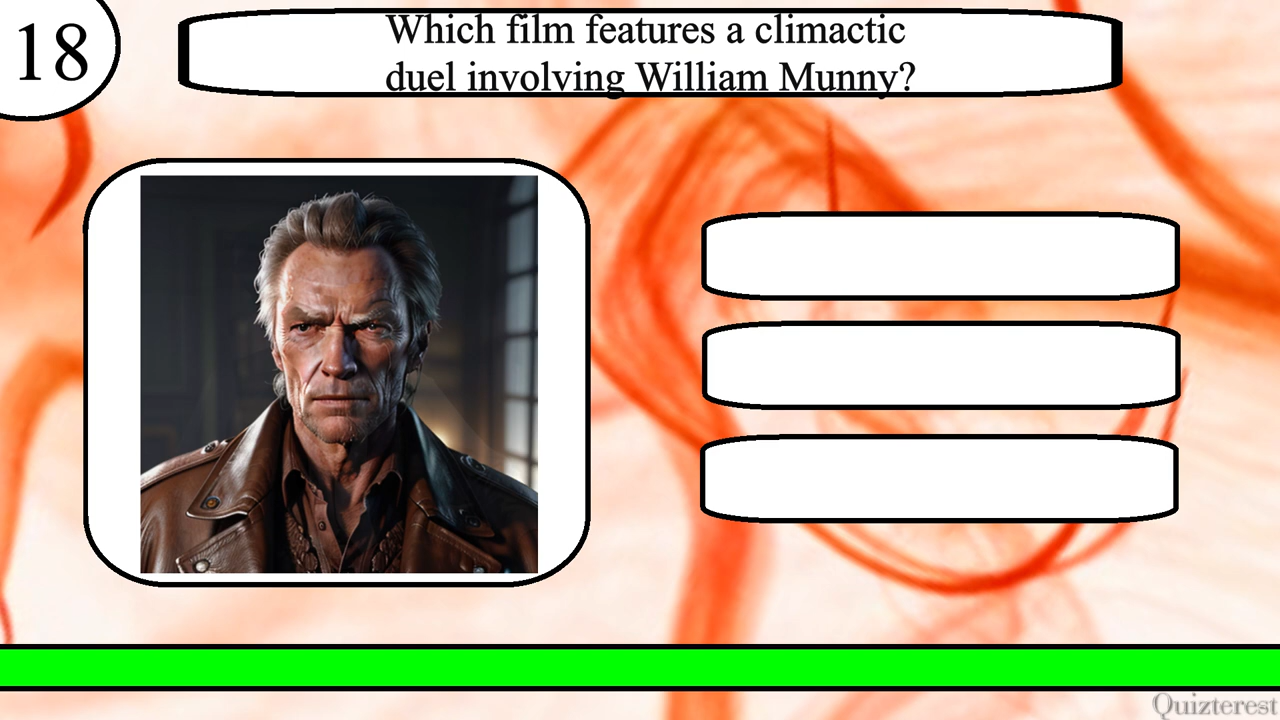 18
Which film features a climactic
duel involving William Munny?
Quizterest